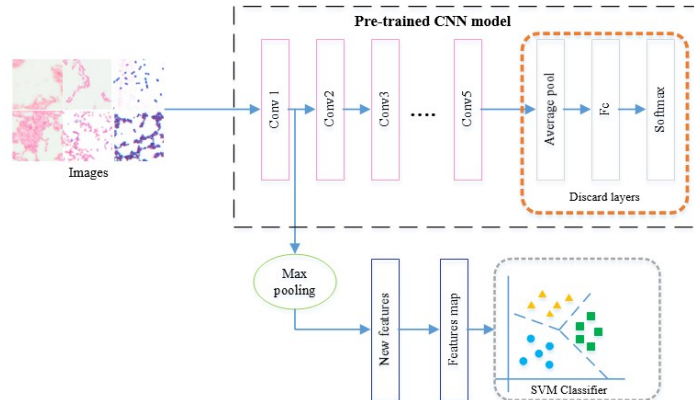 Pre-trained CNN model
Conv 1
Conv2
Conv3
....
Conv5
Average pool
Fc
Softmax
Images
Discard layers
Max
pooling
New features
Features map
SVM Classifier